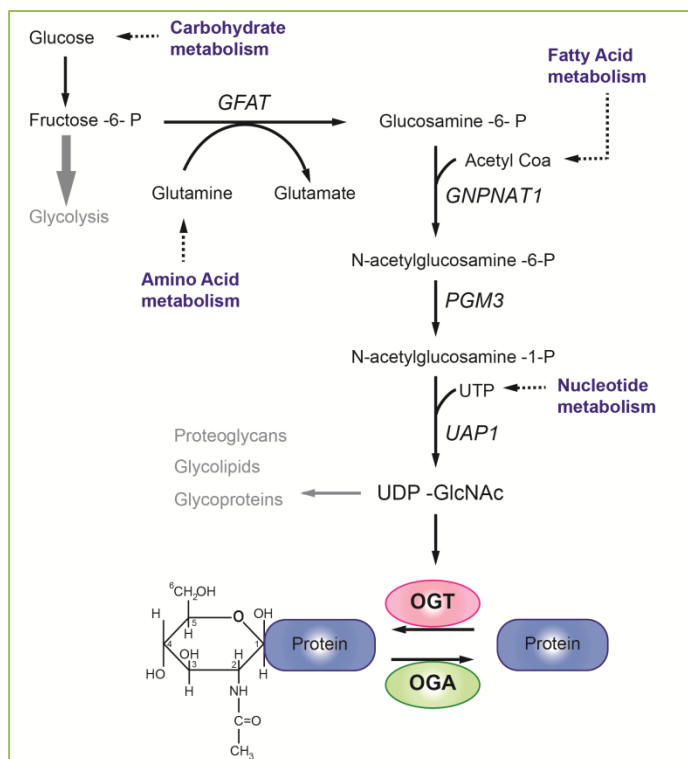 Glucose
Carbohydrate
metabolism
Fatty Acid
metabolism
GFAT
Fructose -6- P
Glucosamine -6- P
Acetyl Coa
Glutamine
Glutamate
GNPNAT1
Glycolysis
N-acetylglucosamine -6-P
Amino Acid
metabolism
PGM3
N-acetylglucosamine -1-P
UTP
Nucleotide
metabolism
UAP1
Proteoglycans
Glycolipids
Glycoproteins
UDP -GlcNAc
6CH2OH
OGT
H
5
O
OH
H
4
1
Protein
Protein
OH
H
HO
3
2
H
H
NH
OGA
C=O
CH3